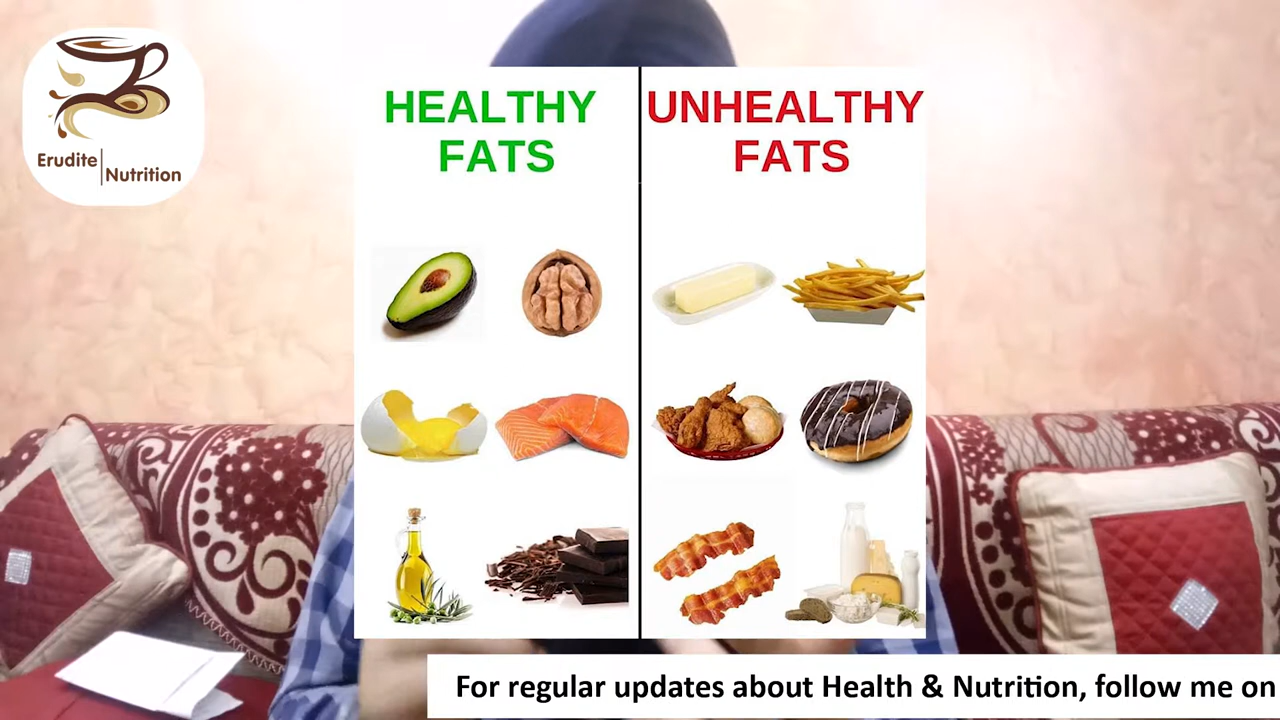 Erudite
Nutrition
HEALTHY
FATS
UNHEALTHY
FATS
For regular updates about Health & Nutrition, follow me on